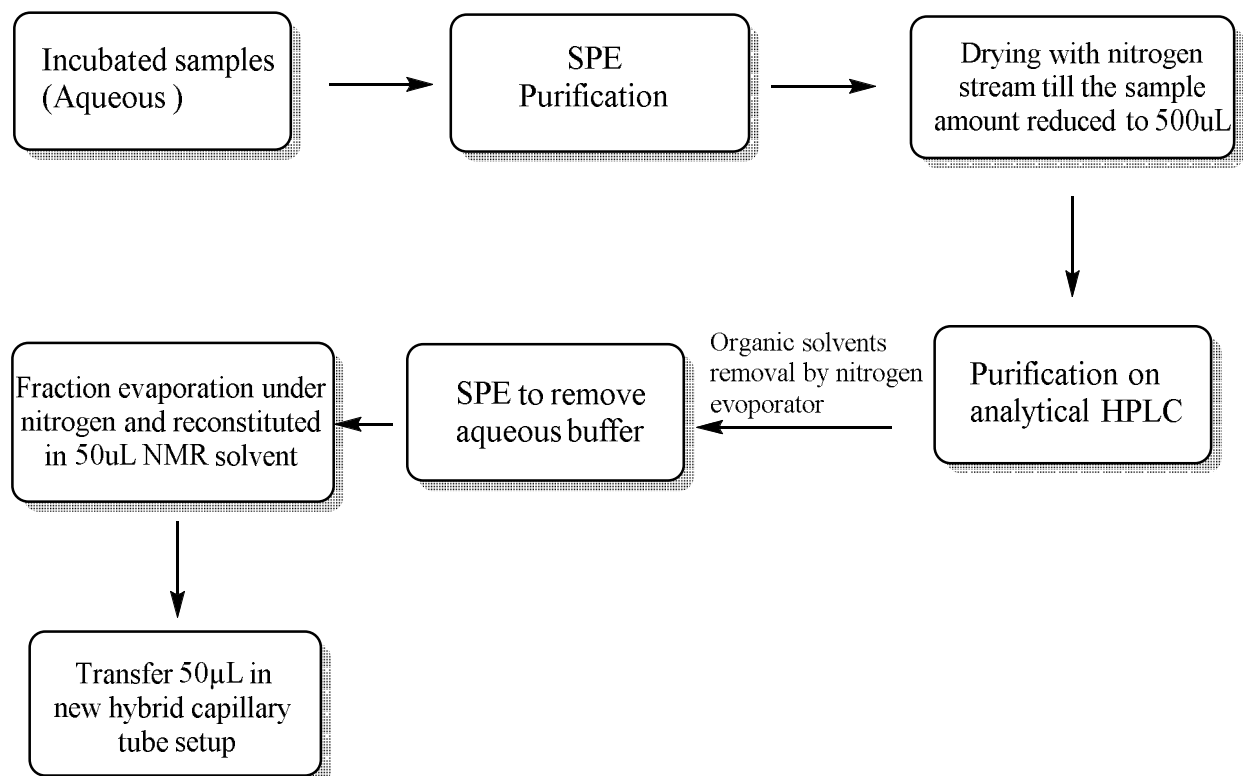 Incubated samples
(Aqueous )
SPE
Purification
Drying with nitrogen
stream till the sample
amount reduced to 500uL
Purification on
analytical HPLC
Organic solvents
removal by nitrogen
evoporator
SPE to remove
aqueous buffer
Fraction evaporation under
nitrogen and reconstituted
in 50uL NMR solvent
Transfer 50µL in
new hybrid capillary
tube setup